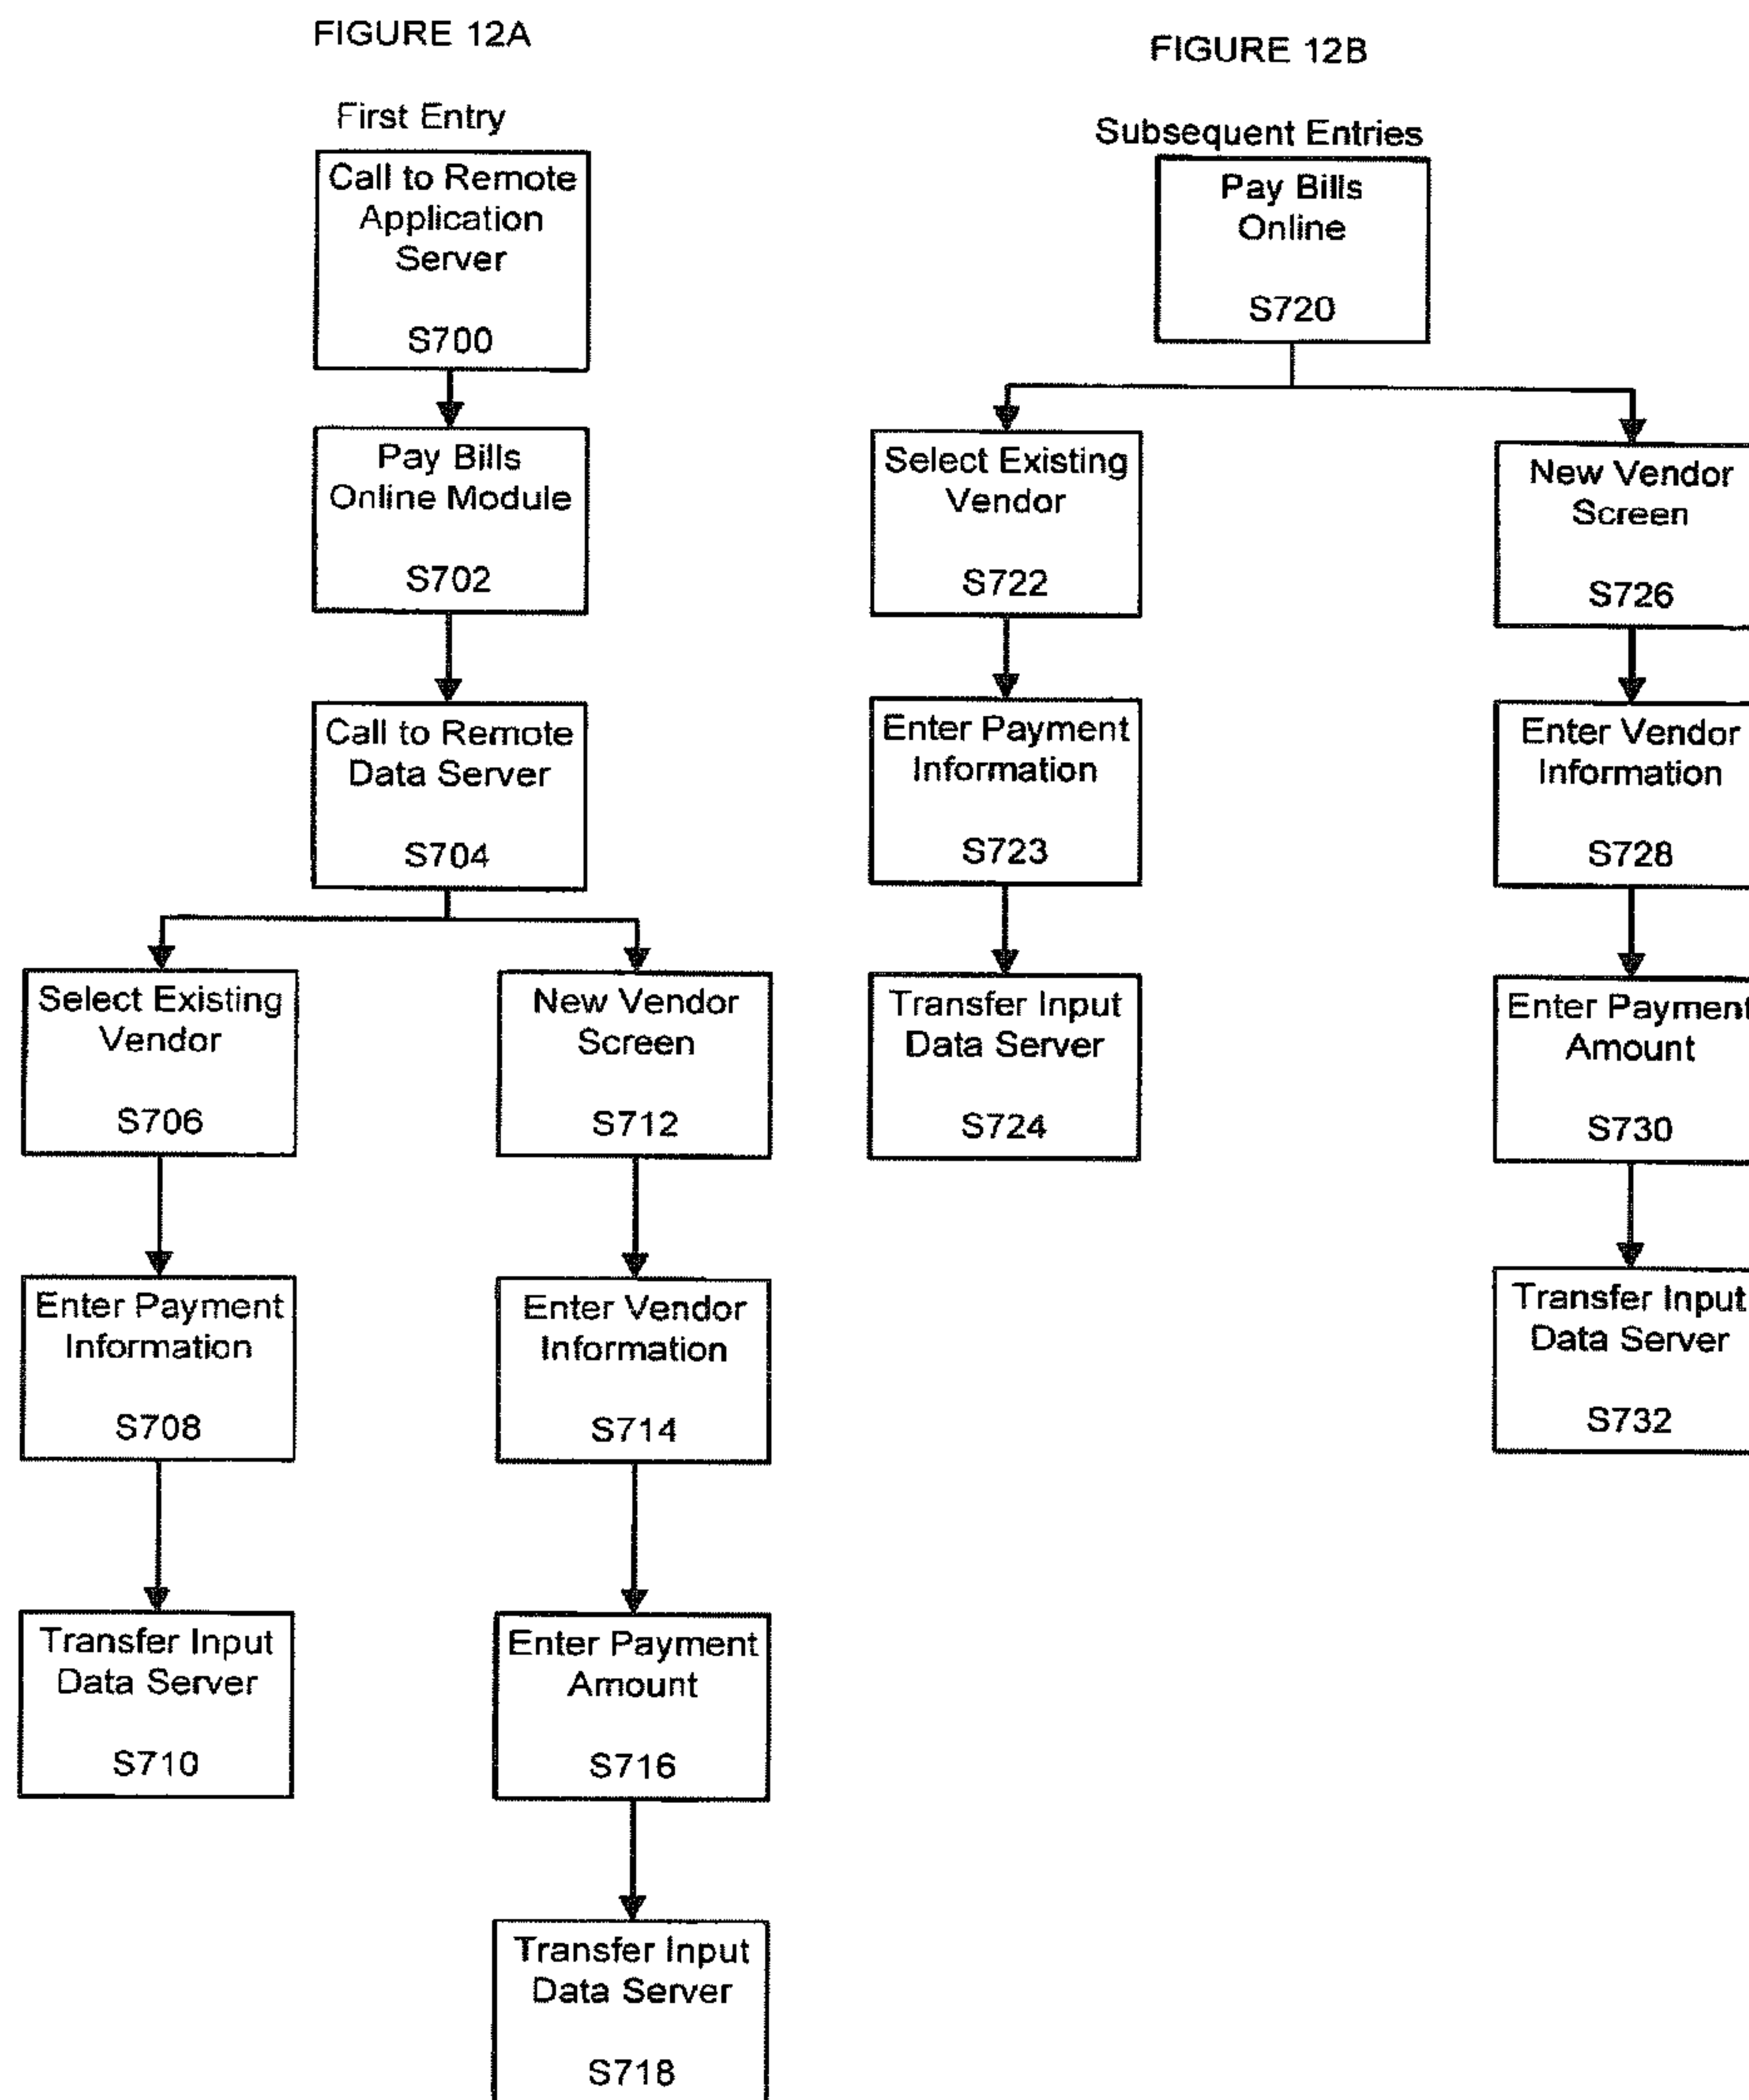 FIGURE 12A
First Entry
Call to Remote
Application
Server
S700
Pay Bills
Online Module
S702
Call to Remote
Data Server
S704
Select Existing
Vendor
S706
Enter Payment
Information
S708
Transfer Input
Data Server
S710
New Vendor
Screen
S712
Enter Vendor
Information
S714
Enter Payment
Amount
S716
Transfer Input
Data Server
S718
FIGURE 12B
Subsequent Entries
Pay Bills
Online
S720
Select Existing
Vendor
S722
Enter Payment
Information
S723
Transfer Input
Data Server
S724
New Vendor
Screen
S726
Enter Vendor
Information
S728
Enter Payment
Amount
S730
Transfer Input
Data Server
S732